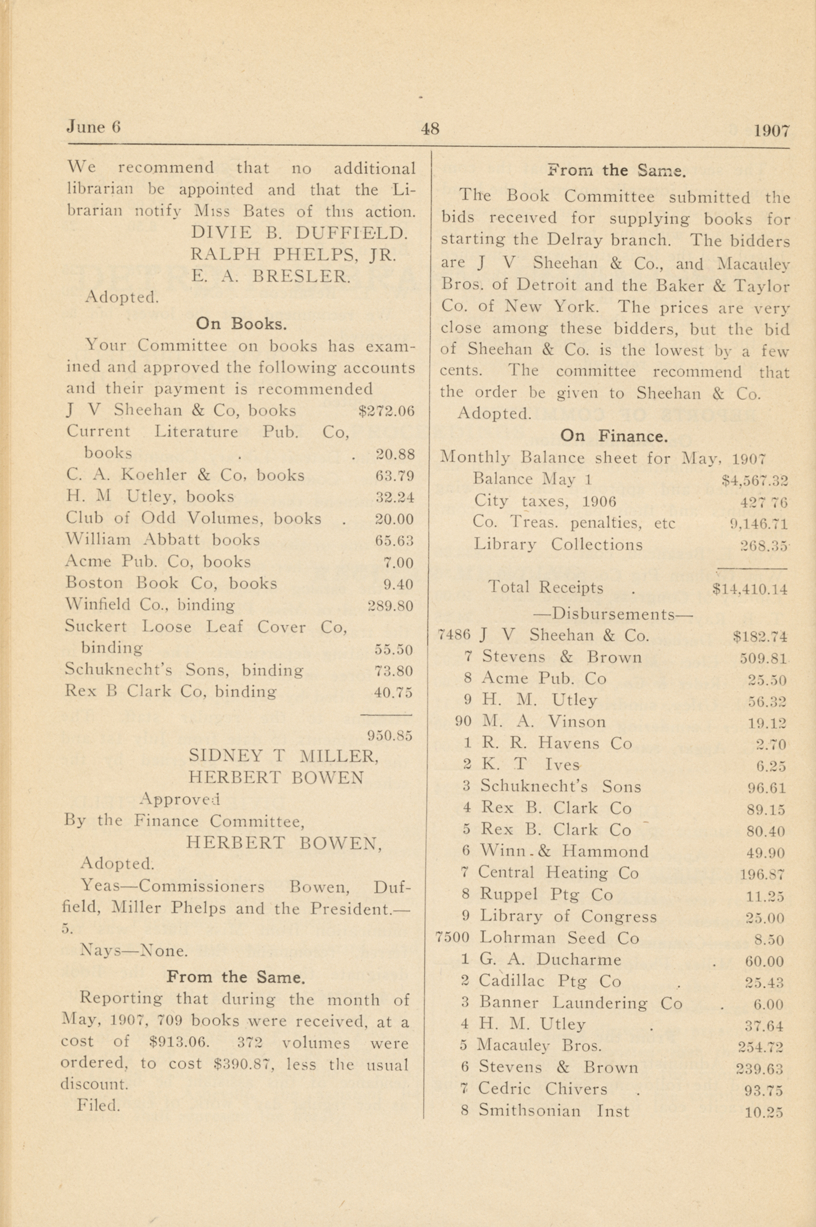 June 6 48 1907
We recommend that no additional
librarian be appointed and that the Li-
brarian notify Miss Bates of this action.
DIVIE B. DUFFIELD.
RALPH PHELPS, JR.
E. A. BRESLER.
Adopted.
On Books.
Your Committee on books has exam-
ined and approved the following accounts
and their payment is recommended
J V Sheehan & Co, books $272.06
Current Literature Pub. Co,
books . . 20.88
C. A. Koehler & Co, books 63.79
H. M Utley, books 32.24
Club of Odd Volumes, books . 20.00
William Abbatt books 65.63
Acme Pub. Co, books 7.00
Boston Book Co, books 9.40
Winfield Co., binding 289.80
Suckert Loose Leaf Cover Co,
binding 55.50
Schuknecht's Sons, binding 73.80
Rex B Clark Co, binding 40.75
950.85
SIDNEY T MILLER,
HERBERT BOWEN
Approved
By the Finance Committee,
HERBERT BOWEN,
Adopted.
Yeas—Commissioners Bowen, Duf-
field, Miller Phelps and the President.—
5.
Nays—None.
From the Same.
Reporting that during the month of
May, 1907, 709 books were received, at a
cost of $913.06. 372 volumes were
ordered, to cost $390.87, less the usual
discount.
Filed.
From the Same.
The Book Committee submitted the
bids received for supplying books for
starting the Delray branch. The bidders
are J V Sheehan & Co., and Macauley
Bros. of Detroit and the Baker & Taylor
Co. of New York. The prices are very
close among these bidders, but the bid
of Sheehan & Co. is the lowest by a few
cents. The committee recommend that
the order be given to Sheehan & Co.
Adopted.
On Finance.
Monthly Balance sheet for May, 1907
Balance May 1 $4,567.32
City taxes, 1906 427 76
Co. Treas. penalties, etc 9,146.71
Library Collections 268.35
Total Receipts . $14,410.14
—Disbursements—
7486 J V Sheehan & Co. $182.74
7 Stevens & Brown 509.81
8 Acme Pub. Co 25.50
9 H. M. Utley 56.32
90 M. A. Vinson 19.12
1 R. R. Havens Co 2.70
2 K. T Ives 6.25
3 Schuknecht's Sons 96.61
4 Rex B. Clark Co 89.15
5 Rex B. Clark Co 80.40
6 Winn . & Hammond 49.90
7 Central Heating Co 196.87
8 Ruppel Ptg Co 11.25
9 Library of Congress 25.00
7500 Lohrman Seed Co 8.50
1 G. A. Ducharme . 60.00
2 Cadillac Ptg Co . 25.43
3 Banner Laundering Co . 6.00
4 H. M. Utley . 37.64
5 Macauley Bros. 254.72
6 Stevens & Brown 239.63
7 Cedric Chivers . 93.75
8 Smithsonian Inst 10.25